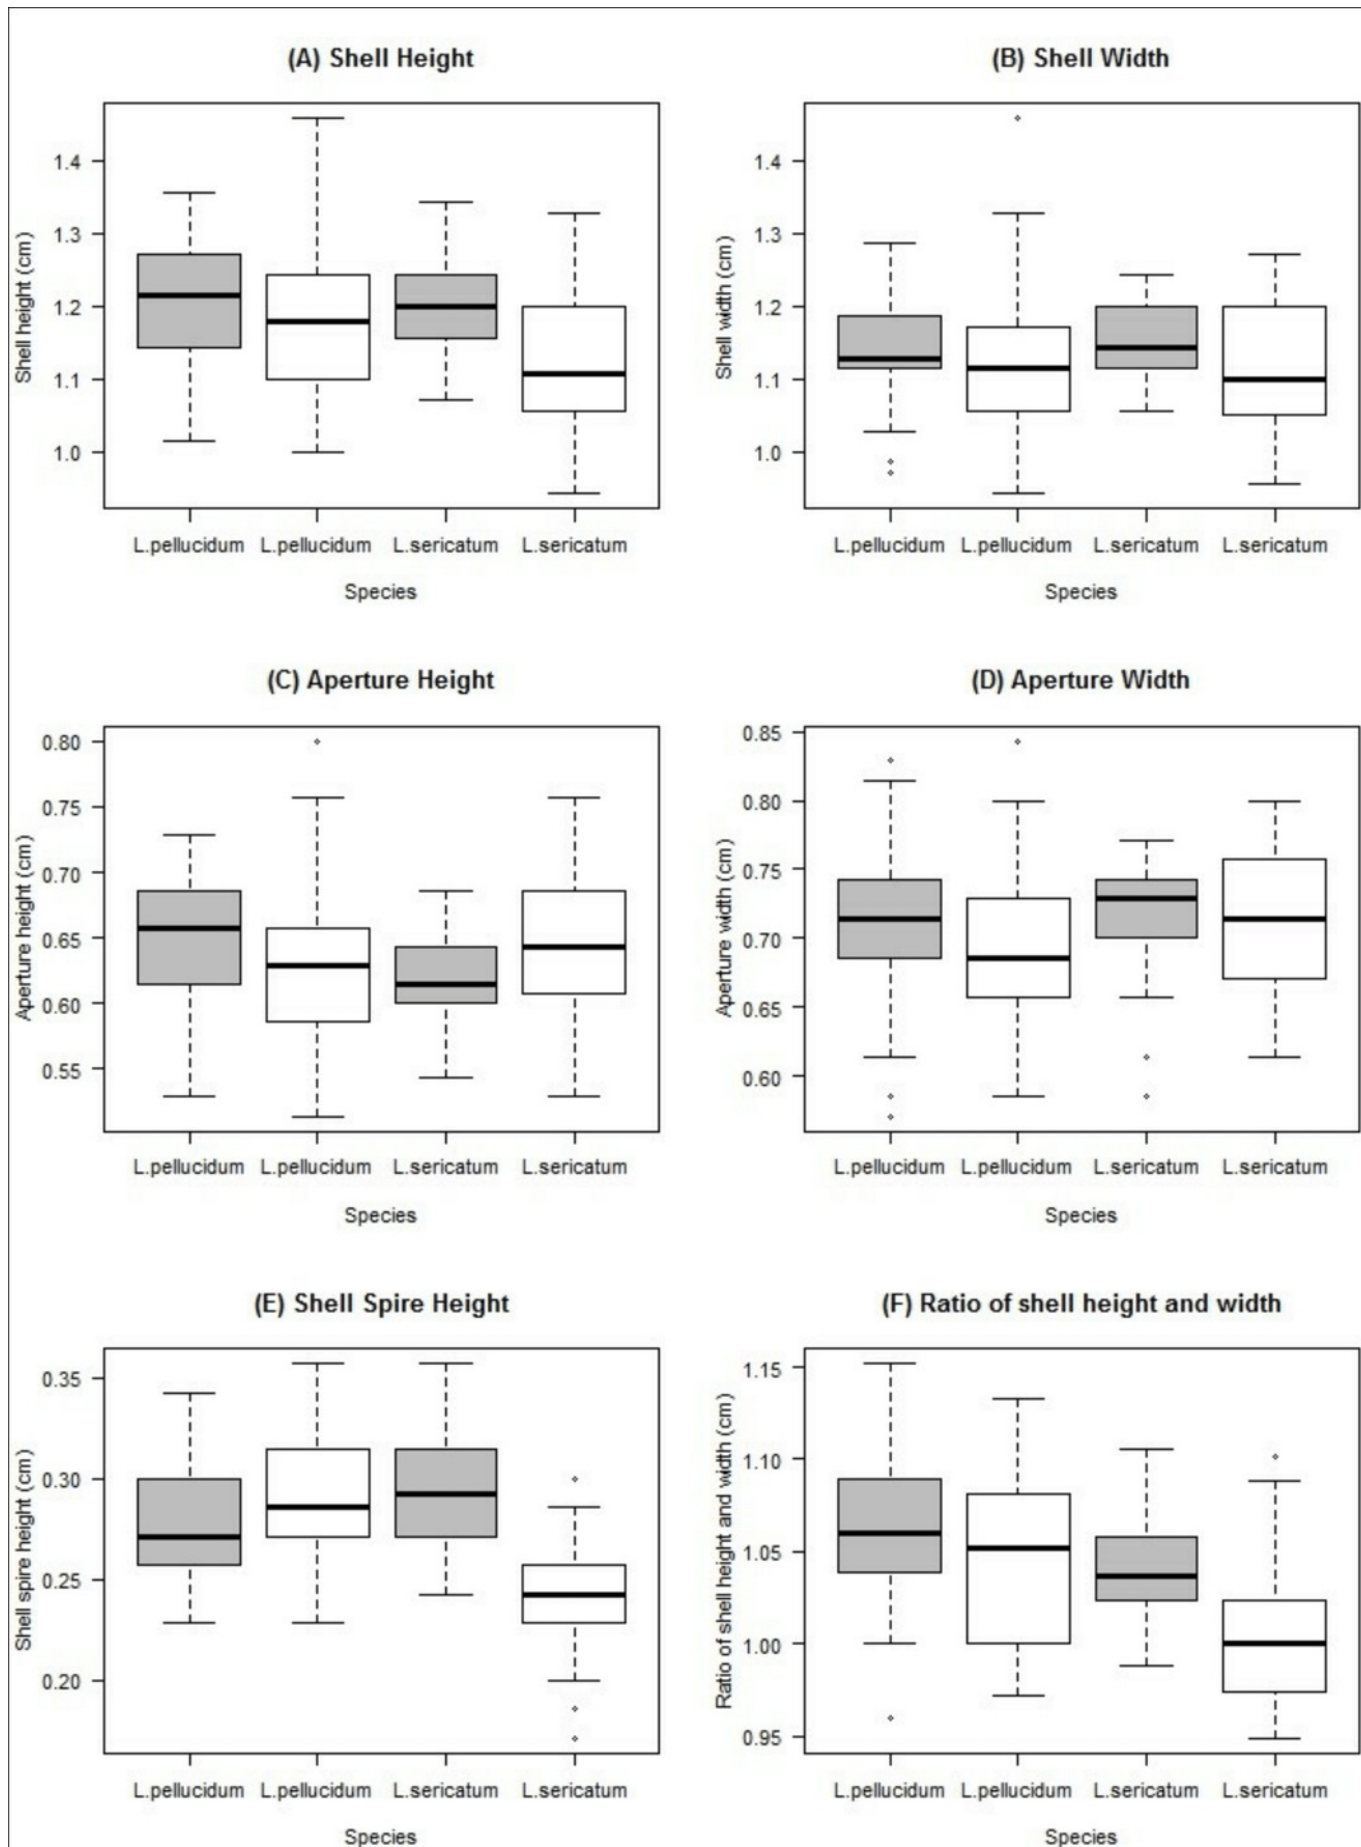 (A) Shell Height
Shell height (cm)
1.4
1.3
1.2
1.1
1.0
L.pellucidum L.pellucidum L.sericatum L.sericatum
Species
(B) Shell Width
Shell width (cm)
1.4
1.3
1.2
1.1
1.0
L.pellucidum L.pellucidum L.sericatum L.sericatum
Species
(C) Aperture Height
Aperture height (cm)
0.80
0.75
0.70
0.65
0.60
0.55
L.pellucidum L.pellucidum L.sericatum L.sericatum
Species
(D) Aperture Width
Aperture width (cm)
0.85
0.80
0.75
0.70
0.65
0.60
L.pellucidum L.pellucidum L.sericatum L.sericatum
Species
(E) Shell Spire Height
Shell spire height (cm)
0.35
0.30
0.25
0.20
L.pellucidum L.pellucidum L.sericatum L.sericatum
Species
(F) Ratio of shell height and width
Ratio of shell height and width (cm)
1.15
1.10
1.05
1.00
0.95
L.pellucidum L.pellucidum L.sericatum L.sericatum
Species